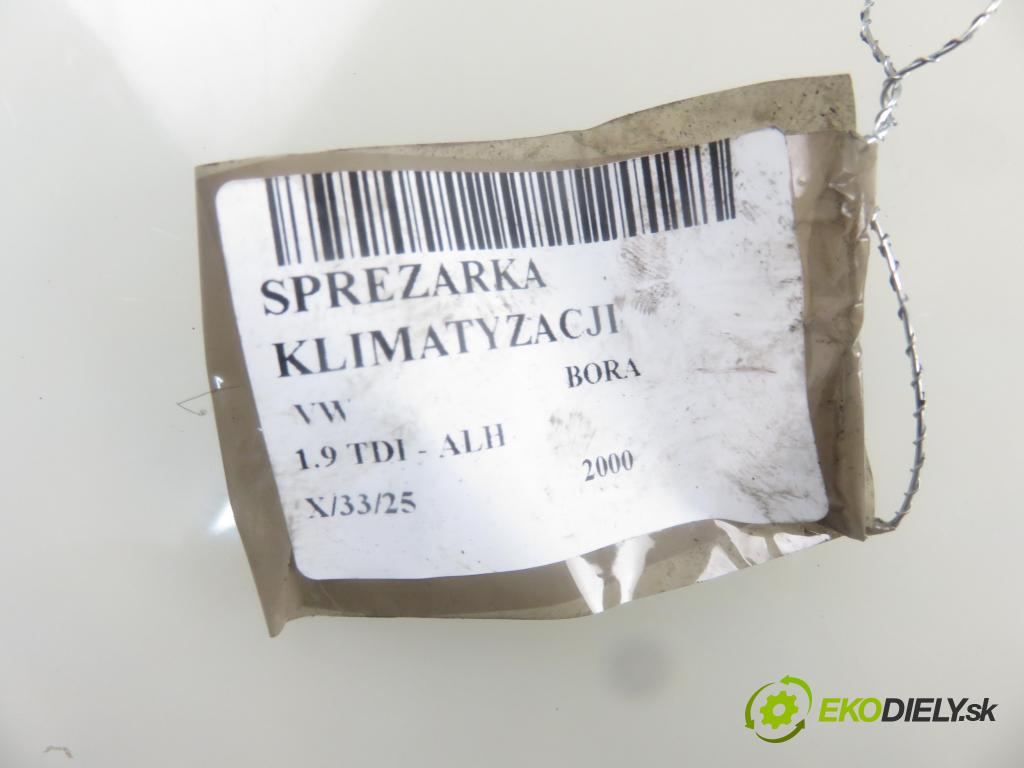 SPREZARKA
KLIMATYZACJI
VW BORA
1.9 TDI - ALH
2000
X/33/25
EKODIELY.sk